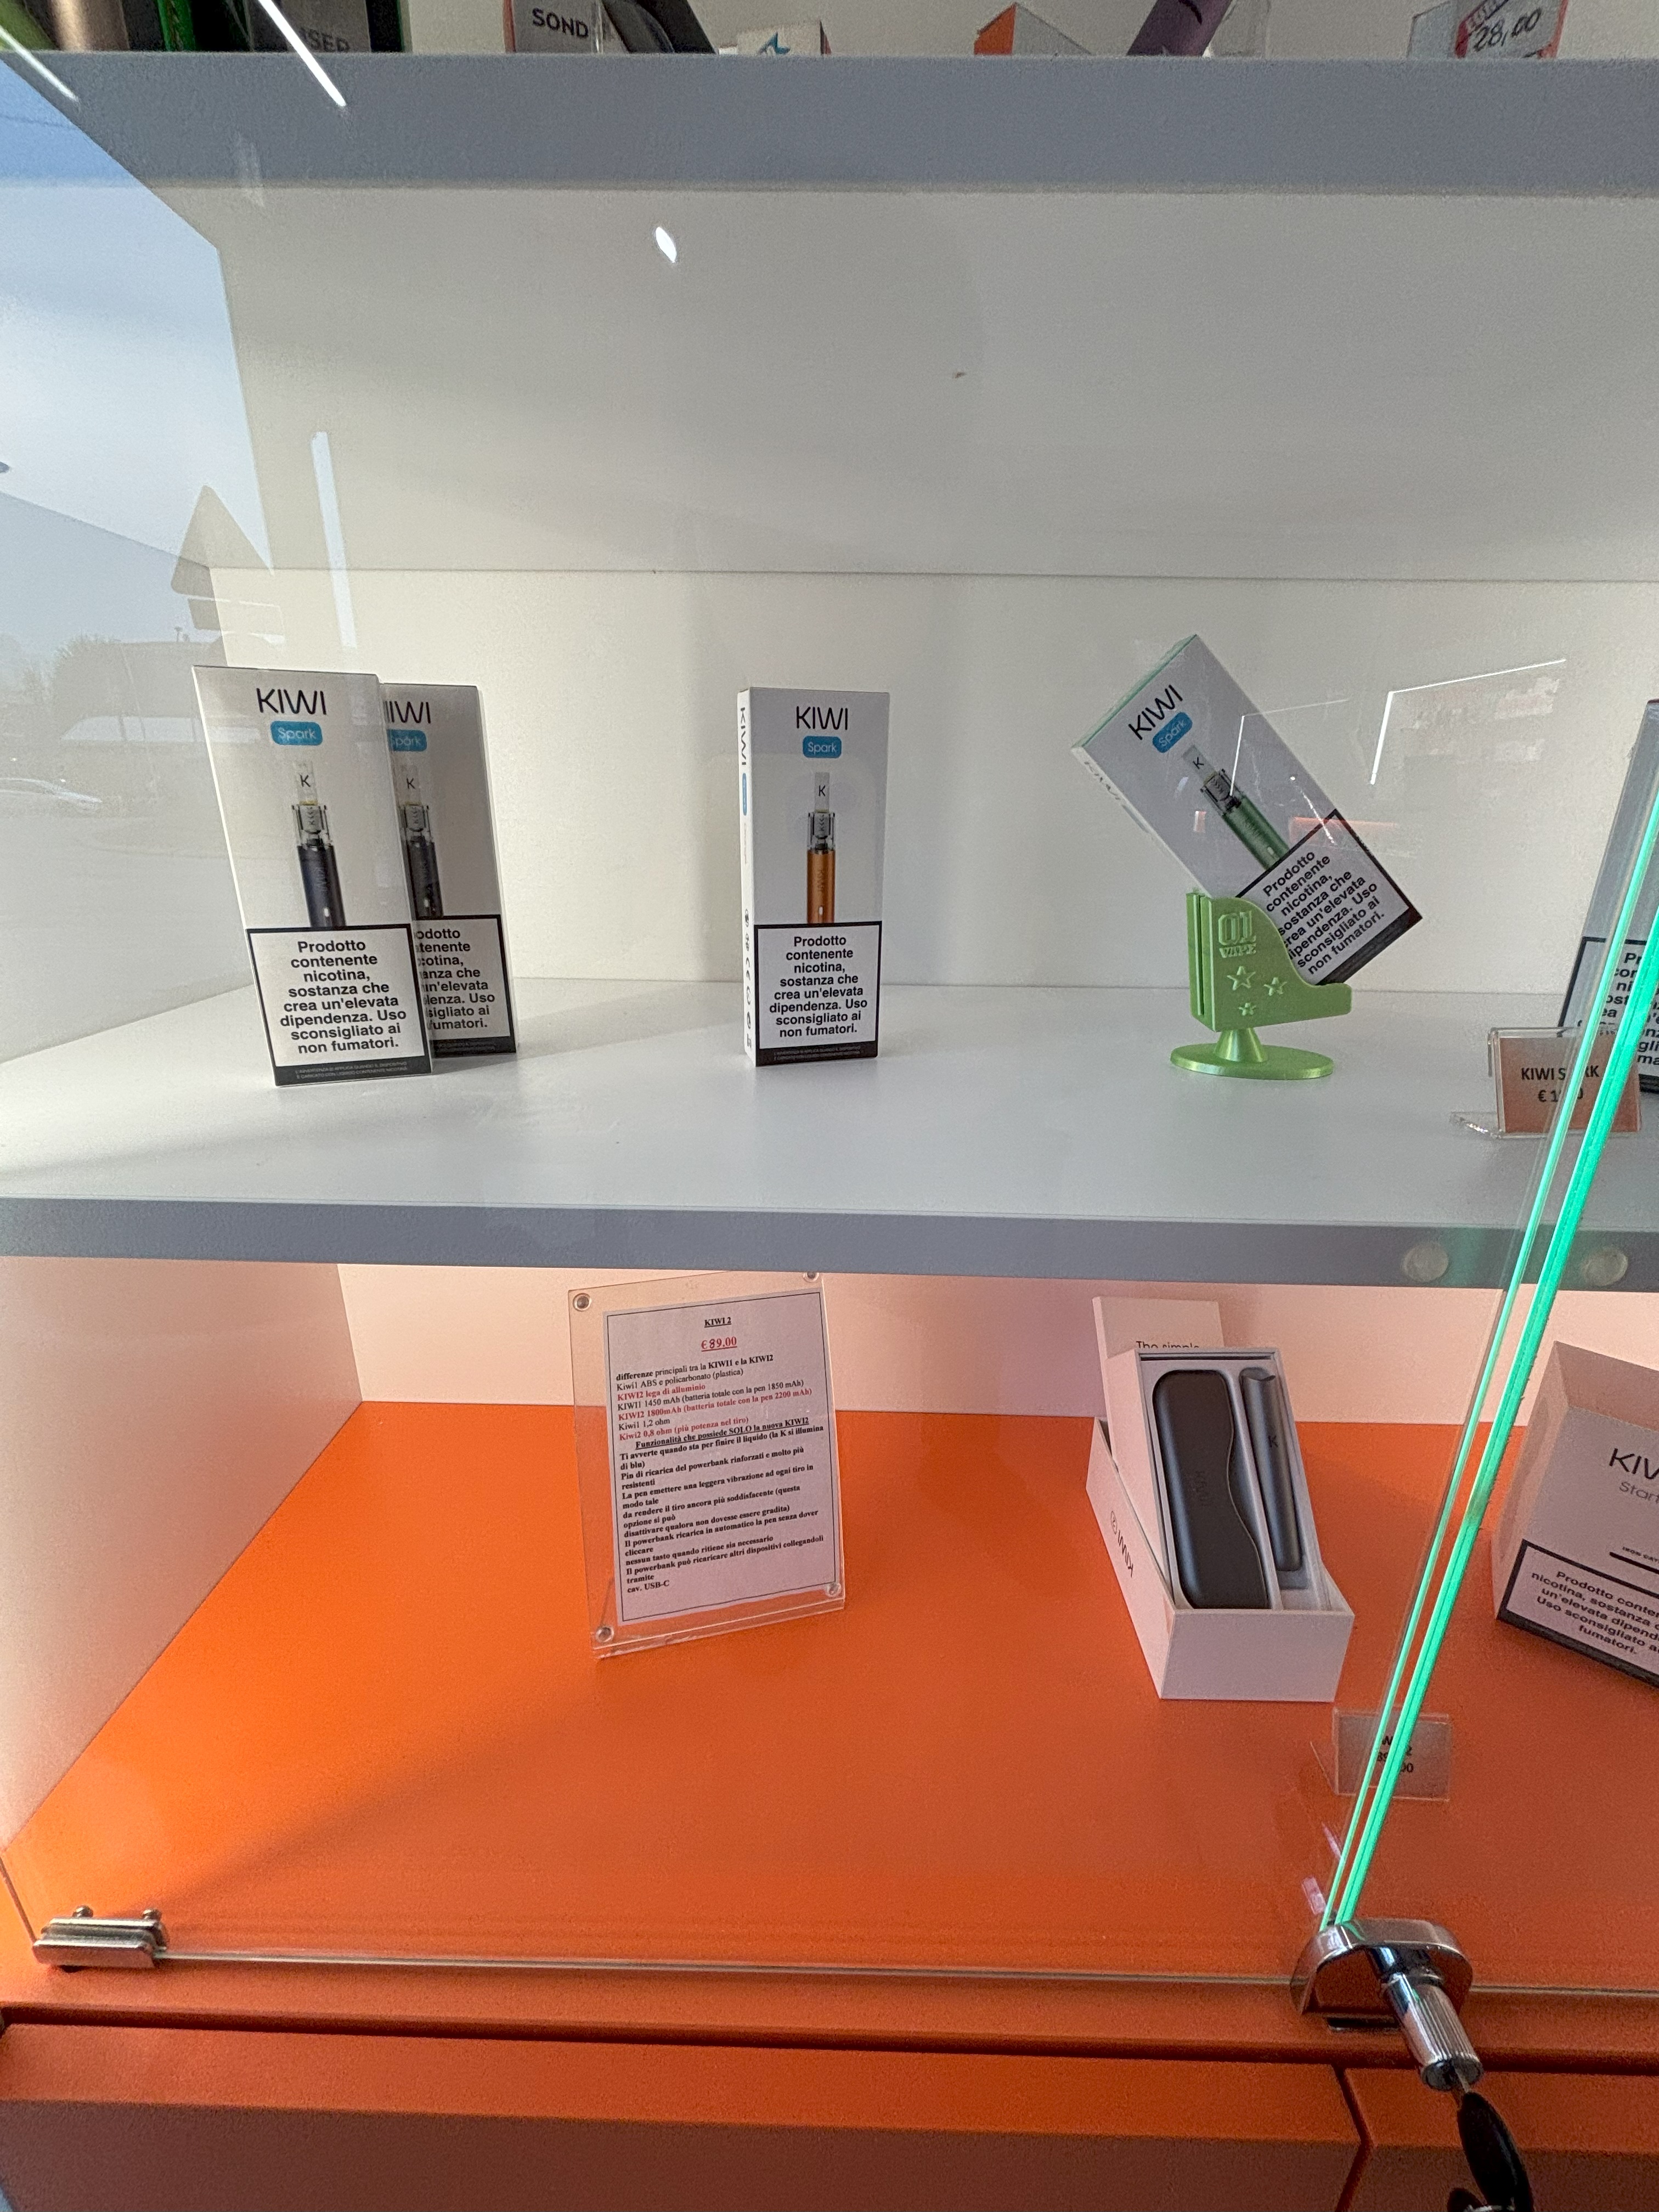 SOND
28,00
KIWI
Spark
K
Prodotto
contenente
nicotina,
sostanza che
crea un'elevata
dipendenza. Uso
sconsigliato ai
non fumatori.
KIWI
Spark
K
KIWI
KIWI
Spark
K
Prodotto
contenente
nicotina,
sostanza che
crea un'elevata
dipendenza. Uso
sconsigliato ai
non fumatori.
KIWI
Spark
K
Prodotto
contenente
nicotina,
sostanza che
crea un'elevata
dipendenza. Uso
sconsigliato ai
non fumatori.
01
VAPE
KIWI
€
KIWI 2
€89,00
differenze principali tra la KIWI1 e la KIWI2
Kiwi1 ABS e policarbonato (plastica)
KIWI2 lega di alluminio
KIWI1 1450 mAh (batteria totale con la pen 1850 mAh)
KIWI2 1800mAh (batteria totale con la pen 2200 mAh)
Kiwi1 1,2 ohm
Kiwi2 0,8 ohm (più potenza nel tiro)
Funzionalità che possiede SOLO la nuova KIWI2
Ti avverte quando sta per finire il liquido (la K si illumina
di blu)
Pin di ricarica del powerbank rinforzati e molto più
resistenti
La pen emettere una leggera vibrazione ad ogni tiro in
modo tale
da rendere il tiro ancora più soddisfacente (questa
opzione si può
disattivare qualora non dovesse essere gradita)
Il powerbank ricarica in automatico la pen senza dover
cliccare
nessun tasto quando ritiene sia necessario
Il powerbank può ricaricare altri dispositivi collegandoli
tramite
cav. USB-C
The simple
KIWI
K
KIWI